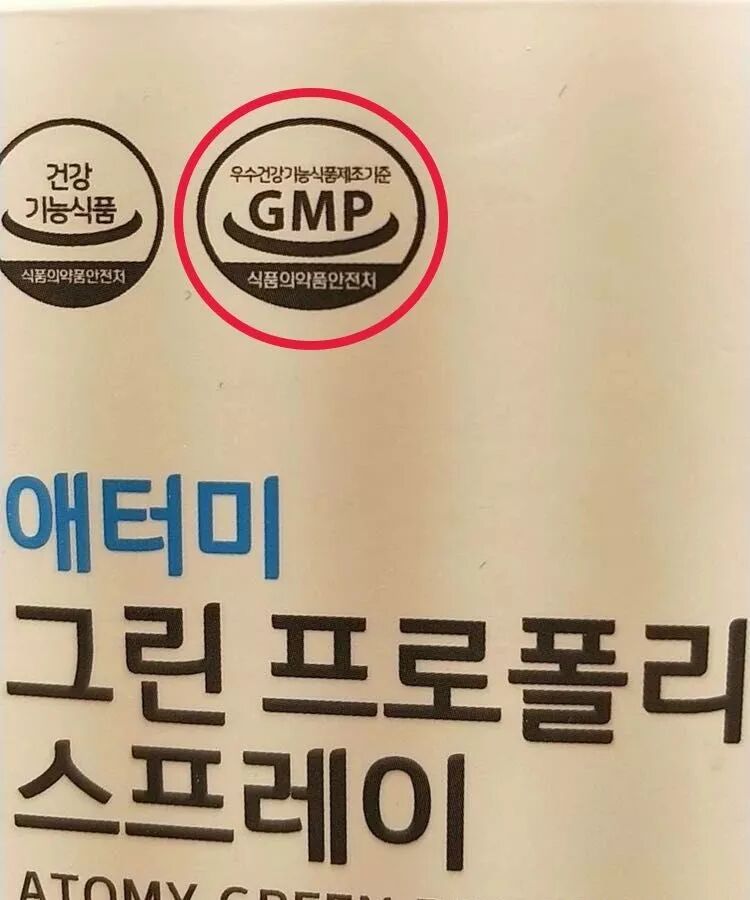 건강
기능식품
식품의약품안전처
우수건강기능식품제조기준
GMP
식품의약품안전처
애터미
그린 프로폴리
스프레이
ATOMY GREEN